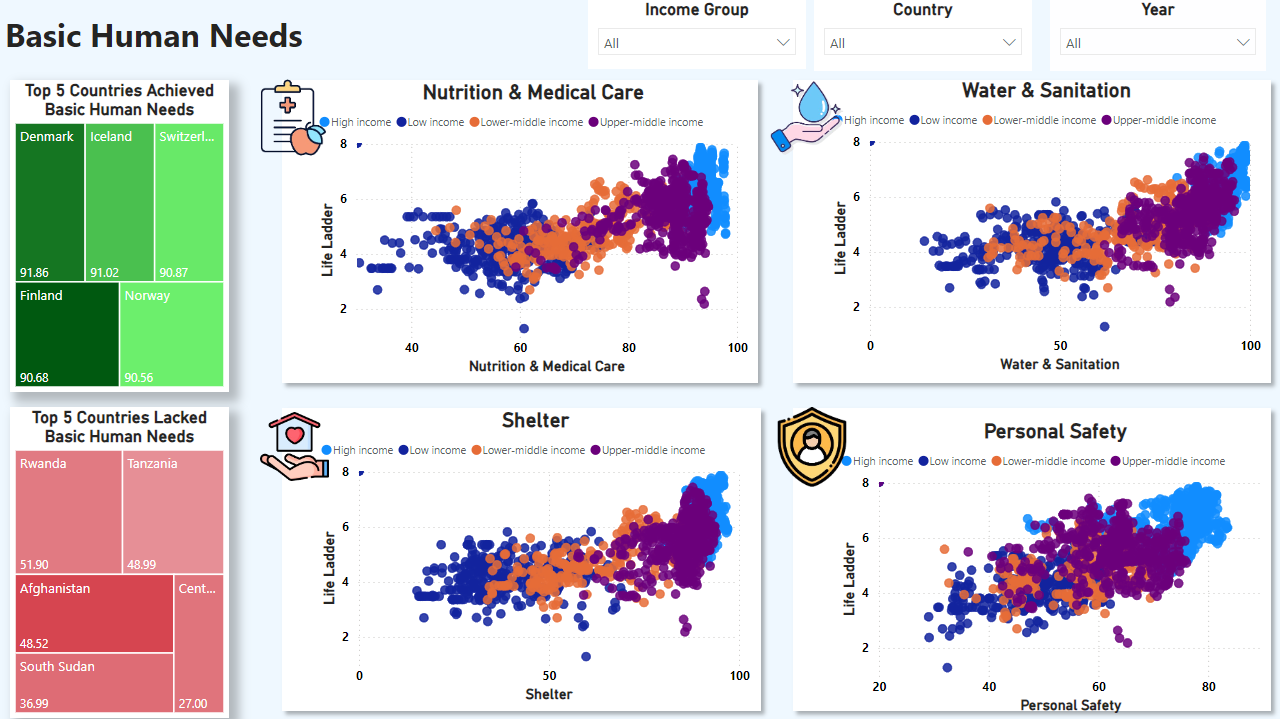 Basic Human Needs
Income Group
All
Country
All
Year
All
Top 5 Countries Achieved
Basic Human Needs
Denmark
Iceland
Switzerl...
91.86
91.02
90.87
Finland
Norway
90.68
90.56
Nutrition & Medical Care
High income Low income Lower-middle income Upper-middle income
8
6
4
2
Life Ladder
40 60 80 100
Nutrition & Medical Care
Water & Sanitation
High income Low income Lower-middle income Upper-middle income
8
6
4
2
Life Ladder
0 50 100
Water & Sanitation
Top 5 Countries Lacked
Basic Human Needs
Rwanda
Tanzania
51.90
48.99
Afghanistan
Cent...
48.52
South Sudan
36.99
27.00
Shelter
High income Low income Lower-middle income Upper-middle income
8
6
4
2
Life Ladder
0 50 100
Shelter
Personal Safety
High income Low income Lower-middle income Upper-middle income
8
6
4
2
Life Ladder
20 40 60 80
Personal Safety